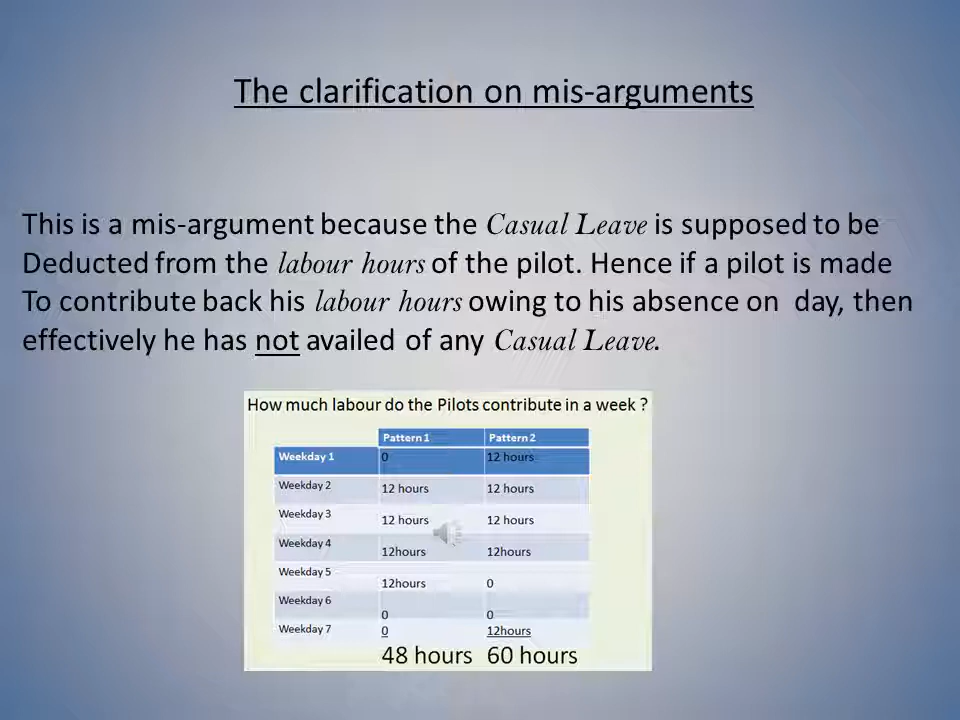 The clarification on mis-arguments
This is a mis-argument because the Casual Leave is supposed to be
Deducted from the labour hours of the pilot. Hence if a pilot is made
To contribute back his labour hours owing to his absence on day, then
effectively he has not availed of any Casual Leave.
How much labour do the Pilots contribute in a week ?
Pattern 1 Pattern 2
Weekday 1 0 12 hours
Weekday 2 12 hours 12 hours
Weekday 3 12 hours 12 hours
Weekday 4 12hours 12hours
Weekday 5 12hours 0
Weekday 6 0 0
Weekday 7 0 12hours
48 hours 60 hours